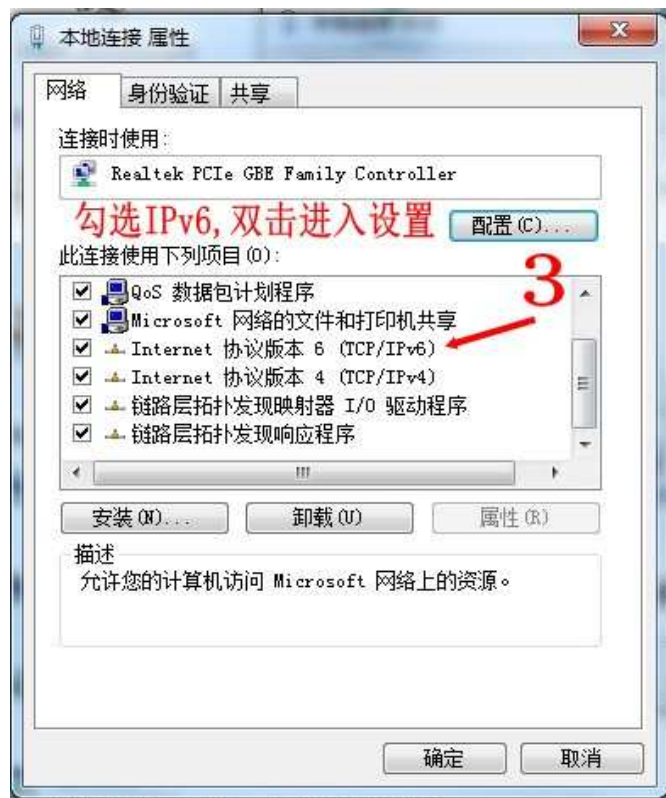 本地连接 属性
网络 身份验证 共享
连接时使用:
Realtek PCIe GBE Family Controller
勾选IPv6,双击进入设置
配置(C)...
此连接使用下列项目(O):
3
QoS 数据包计划程序
Microsoft 网络的文件和打印机共享
Internet 协议版本 6 (TCP/IPv6)
Internet 协议版本 4 (TCP/IPv4)
链路层拓扑发现映射器 I/O 驱动程序
链路层拓扑发现响应程序
安装(N)... 卸载(U) 属性(R)
描述
允许您的计算机访问 Microsoft 网络上的资源。
确定 取消